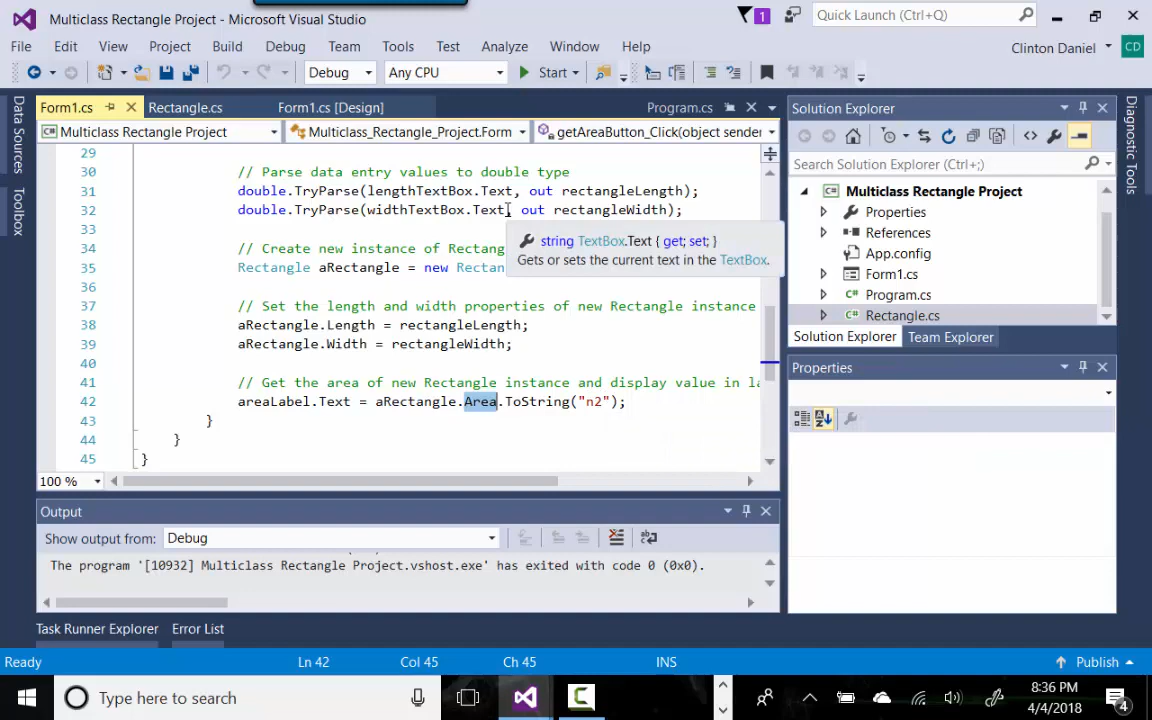 Multiclass Rectangle Project - Microsoft Visual Studio
1
Quick Launch (Ctrl+Q)
File Edit View Project Build Debug Team Tools Test Analyze Window Help
Clinton Daniel
CD
Debug Any CPU Start
Data Sources
Toolbox
Form1.cs Rectangle.cs Form1.cs [Design] Program.cs
Multiclass Rectangle Project Multiclass_Rectangle_Project.Form getAreaButton_Click(object sender
29
30 // Parse data entry values to double type
31 double.TryParse(lengthTextBox.Text, out rectangleLength);
32 double.TryParse(widthTextBox.Text, out rectangleWidth);
33
string TextBox.Text { get; set; }
Gets or sets the current text in the TextBox.
34 // Create new instance of Rectang
35 Rectangle aRectangle = new Rectan
36
37 // Set the length and width properties of new Rectangle instance
38 aRectangle.Length = rectangleLength;
39 aRectangle.Width = rectangleWidth;
40
41 // Get the area of new Rectangle instance and display value in la
42 areaLabel.Text = aRectangle.Area.ToString("n2");
43 }
44 }
45 }
100 %
Output
Show output from: Debug
The program '[10932] Multiclass Rectangle Project.vshost.exe' has exited with code 0 (0x0).
Task Runner Explorer Error List
Solution Explorer
Search Solution Explorer (Ctrl+;)
Multiclass Rectangle Project
Properties
References
App.config
Form1.cs
C# Program.cs
C# Rectangle.cs
Solution Explorer Team Explorer
Properties
Diagnostic Tools
Ready Ln 42 Col 45 Ch 45 INS Publish
Type here to search
8:36 PM
4/4/2018
4